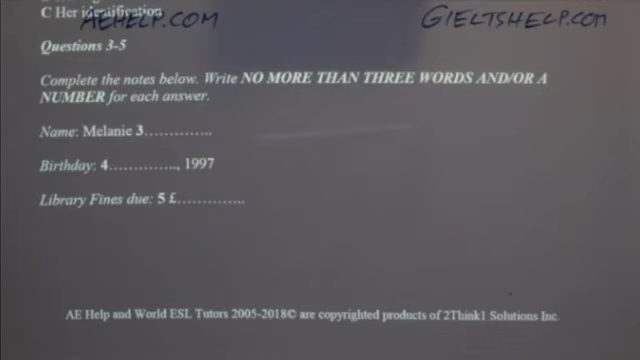 C Her identification
AEHELP.COM
GIELTSHELP.COM
Questions 3-5
Complete the notes below. Write NO MORE THAN THREE WORDS AND/OR A
NUMBER for each answer.
Name: Melanie 3.............
Birthday: 4............., 1997
Library Fines due: 5 £.............
AE Help and World ESL Tutors 2005-2018© are copyrighted products of 2Think1 Solutions Inc.